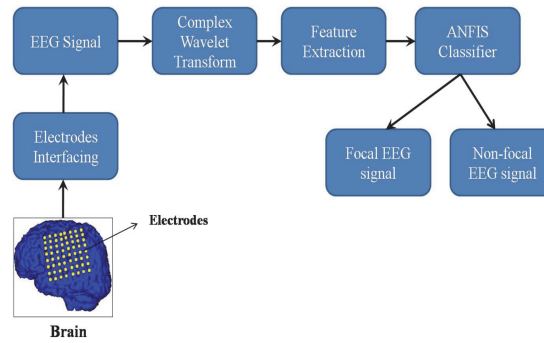 EEG Signal
Complex
Wavelet
Transform
Feature
Extraction
ANFIS
Classifier
Electrodes
Interfacing
Focal EEG
signal
Non-focal
EEG signal
Electrodes
Brain